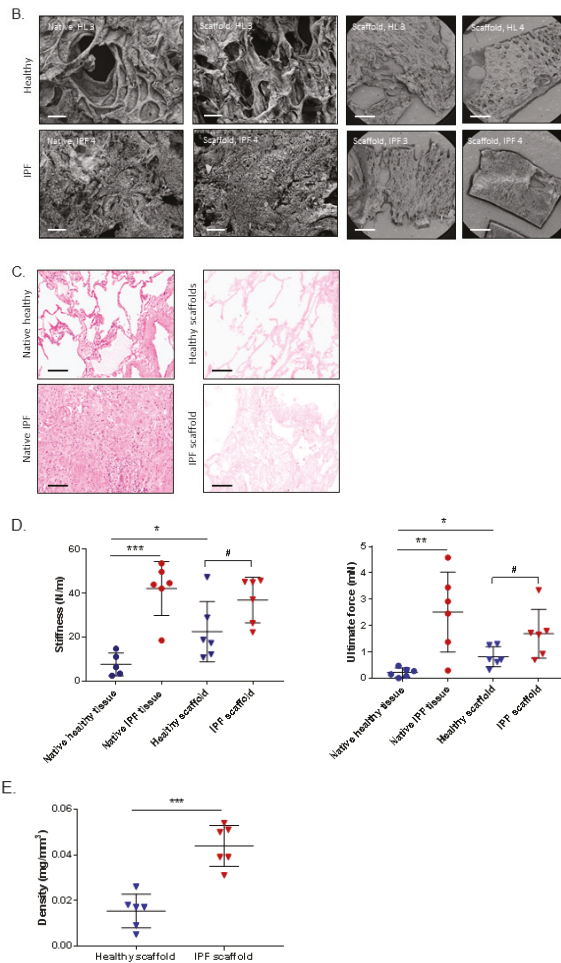 B.
Healthy
Native, HL 3
Scaffold, HL 3
Scaffold, HL 3
Scaffold, HL 4
IPF
Native, IPF 4
Scaffold, IPF 4
Scaffold, IPF 3
Scaffold, IPF 4
C.
Native healthy
Healthy scaffolds
Native IPF
IPF scaffold
D.
Stiffness (N/m)
60
40
20
0
*
***
#
Native healthy tissue
Native IPF tissue
Healthy scaffold
IPF scaffold
Ultimate force (mN)
5
4
3
2
1
0
*
**
#
Native healthy tissue
Native IPF tissue
Healthy scaffold
IPF scaffold
E.
Density (mg/mm³)
0.06
0.04
0.02
0.00
***
Healthy scaffold
IPF scaffold